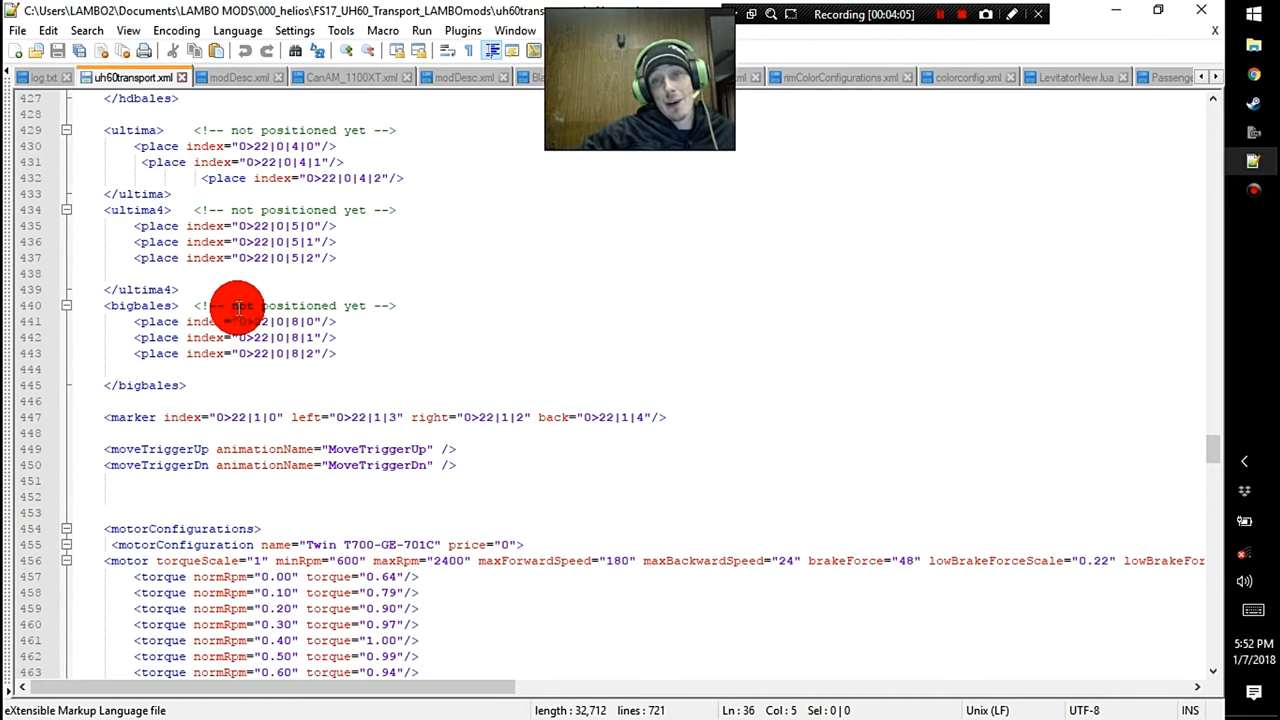 C:\Users\LAMBO2\Documents\LAMBO MODS\000_helios\FS17_UH60_Transport_LAMBOmods\uh60trans
Recording [00:04:05]
File Edit Search View Encoding Language Settings Tools Macro Run Plugins Window
X
log.txt uh60transport.xml modDesc.xml CanAM_1100XT.xml modDesc.xml rimColorConfigurations.xml colorconfig.xml LevitatorNew.lua Passenge
427 </hdbales>
428
429 <ultima> <!-- not positioned yet -->
430 <place index="0>22|0|4|0"/>
431 <place index="0>22|0|4|1"/>
432 <place index="0>22|0|4|2"/>
433 </ultima>
434 <ultima4> <!-- not positioned yet -->
435 <place index="0>22|0|5|0"/>
436 <place index="0>22|0|5|1"/>
437 <place index="0>22|0|5|2"/>
438
439 </ultima4>
440 <bigbales> <!-- not positioned yet -->
441 <place index="0>22|0|8|0"/>
442 <place index="0>22|0|8|1"/>
443 <place index="0>22|0|8|2"/>
444
445 </bigbales>
446
447 <marker index="0>22|1|0" left="0>22|1|3" right="0>22|1|2" back="0>22|1|4"/>
448
449 <moveTriggerUp animationName="MoveTriggerUp" />
450 <moveTriggerDn animationName="MoveTriggerDn" />
451
452
453
454 <motorConfigurations>
455 <motorConfiguration name="Twin T700-GE-701C" price="0">
456 <motor torqueScale="1" minRpm="600" maxRpm="2400" maxForwardSpeed="180" maxBackwardSpeed="24" brakeForce="48" lowBrakeForceScale="0.22" lowBrakeFor
457 <torque normRpm="0.00" torque="0.64"/>
458 <torque normRpm="0.10" torque="0.79"/>
459 <torque normRpm="0.20" torque="0.90"/>
460 <torque normRpm="0.30" torque="0.97"/>
461 <torque normRpm="0.40" torque="1.00"/>
462 <torque normRpm="0.50" torque="0.99"/>
463 <torque normRpm="0.60" torque="0.94"/>
5:52 PM
1/7/2018
eXtensible Markup Language file length : 32,712 lines : 721 Ln : 36 Col : 5 Sel : 0 | 0 Unix (LF) UTF-8 INS